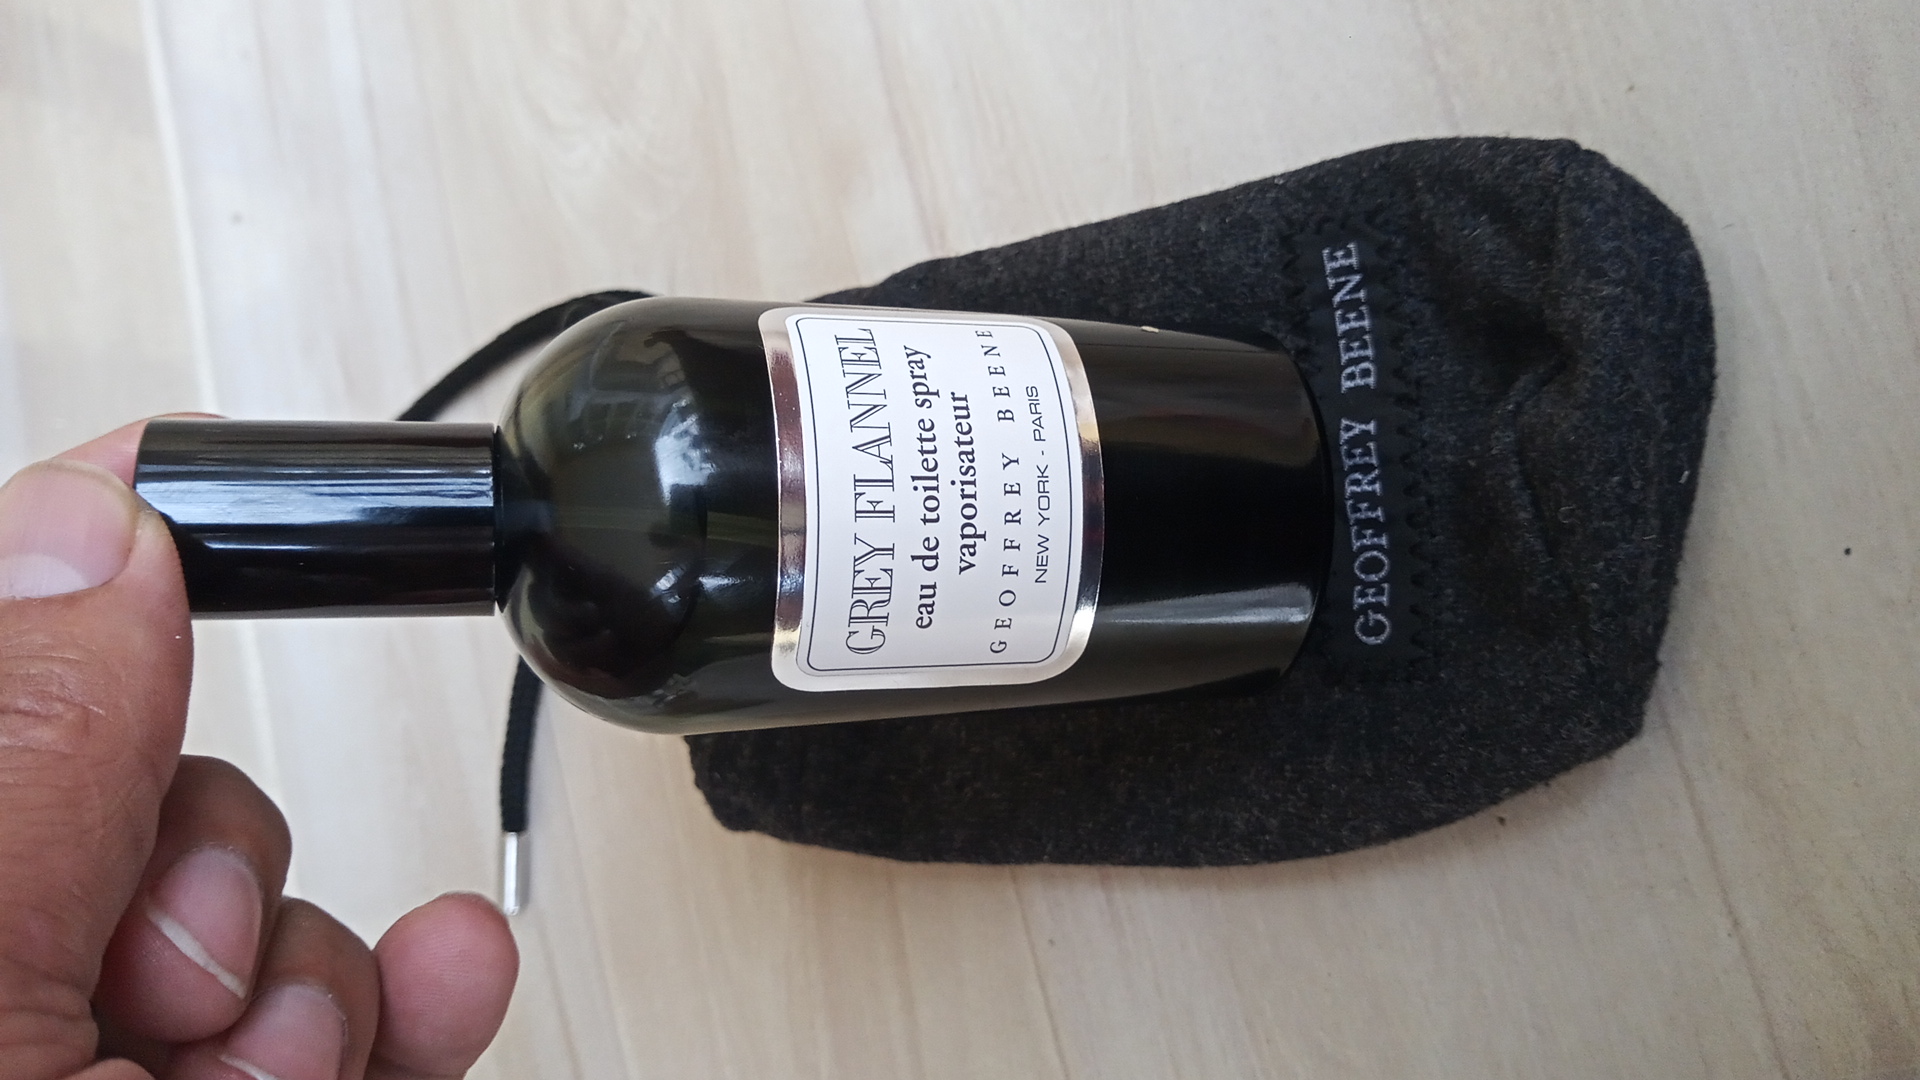 GREY FLANNEL
eau de toilette spray
vaporisateur
GEOFFREY BEENE
NEW YORK - PARIS
GEOFFREY BEENE